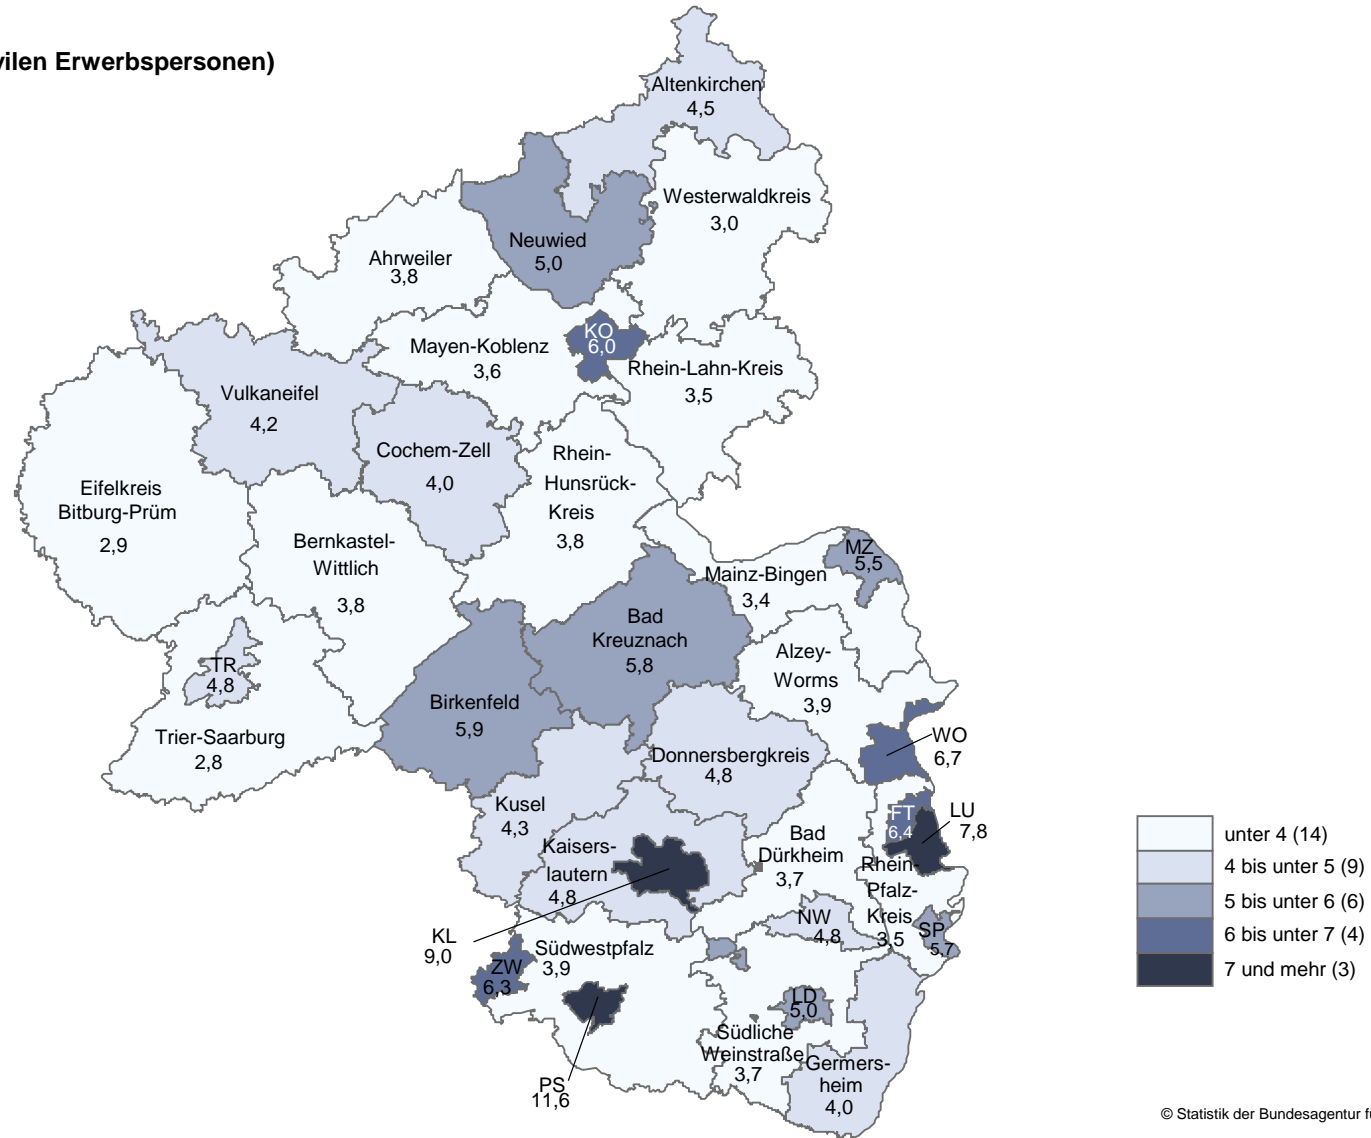 vilen Erwerbspersonen)
Altenkirchen
4,5
Westerwaldkreis
3,0
Neuwied
5,0
Ahrweiler
3,8
KO
6,0
Mayen-Koblenz
3,6
Rhein-Lahn-Kreis
3,5
Vulkaneifel
4,2
Cochem-Zell
4,0
Rhein-
Hunsrück-
Kreis
3,8
Eifelkreis
Bitburg-Prüm
2,9
Bernkastel-
Wittlich
3,8
MZ
5,5
Mainz-Bingen
3,4
Bad
Kreuznach
5,8
Alzey-
Worms
3,9
TR
4,8
Trier-Saarburg
2,8
Birkenfeld
5,9
Donnersbergkreis
4,8
WO
6,7
Kusel
4,3
Kaisers-
lautern
4,8
Bad
Dürkheim
3,7
FT
6,4
LU
7,8
Rhein-
Pfalz-
Kreis
3,5
NW
4,8
SP
5,7
KL
9,0
Südwestpfalz
3,9
ZW
6,3
LD
5,0
Südliche
Weinstraße
3,7
Germers-
heim
4,0
PS
11,6
unter 4 (14)
4 bis unter 5 (9)
5 bis unter 6 (6)
6 bis unter 7 (4)
7 und mehr (3)
© Statistik der Bundesagentur f